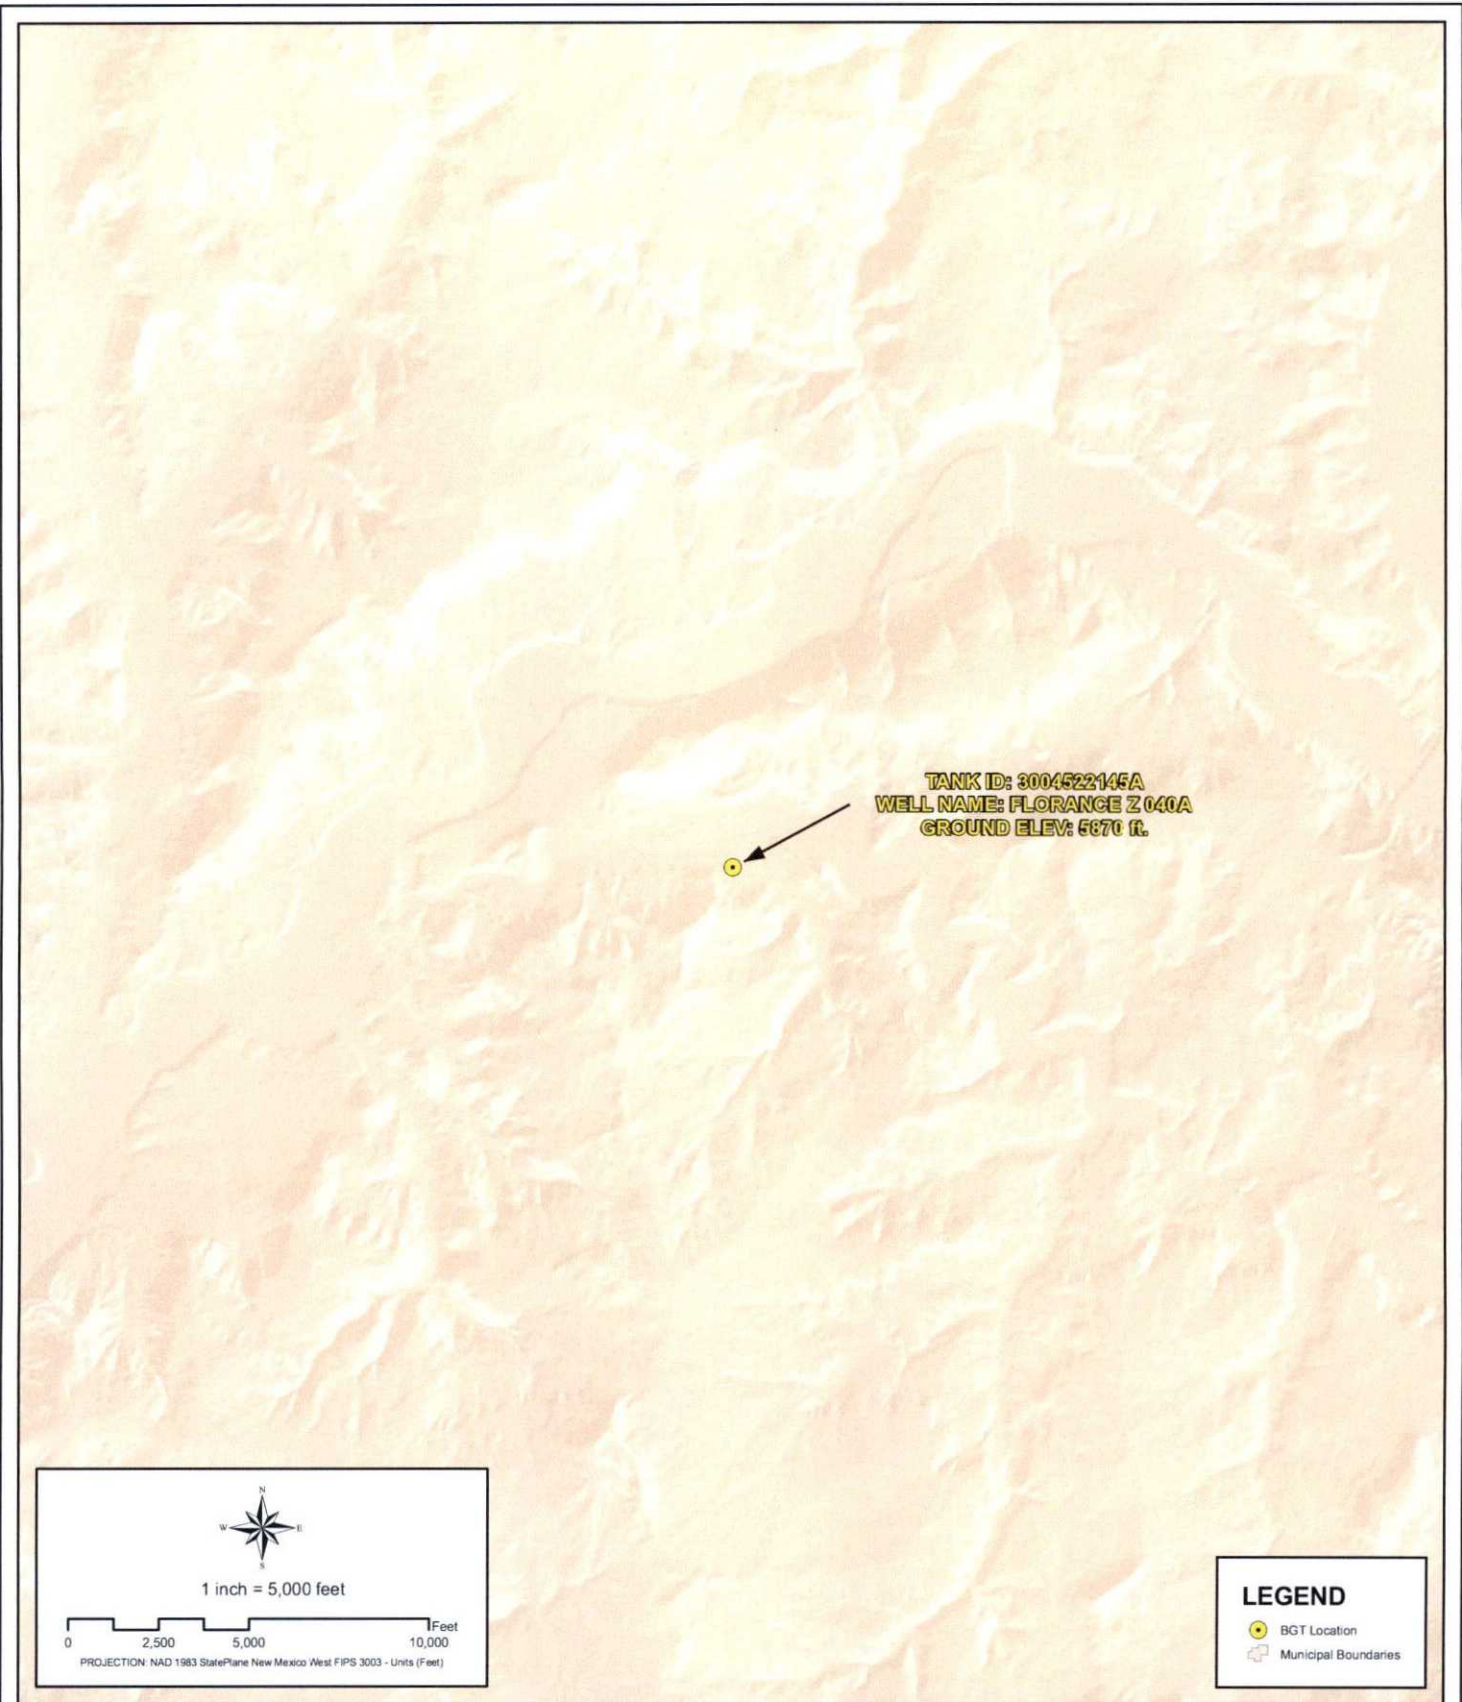 TANK ID: 3004522145A
WELL NAME: FLORANCE Z 040A
GROUND ELEV: 5870 ft.
N
W E
S
1 inch = 5,000 feet
Feet
0 2,500 5,000 10,000
PROJECTION: NAD 1983 StatePlane New Mexico West FIPS 3003 - Units (Feet)
LEGEND
BGT Location
Municipal Boundaries